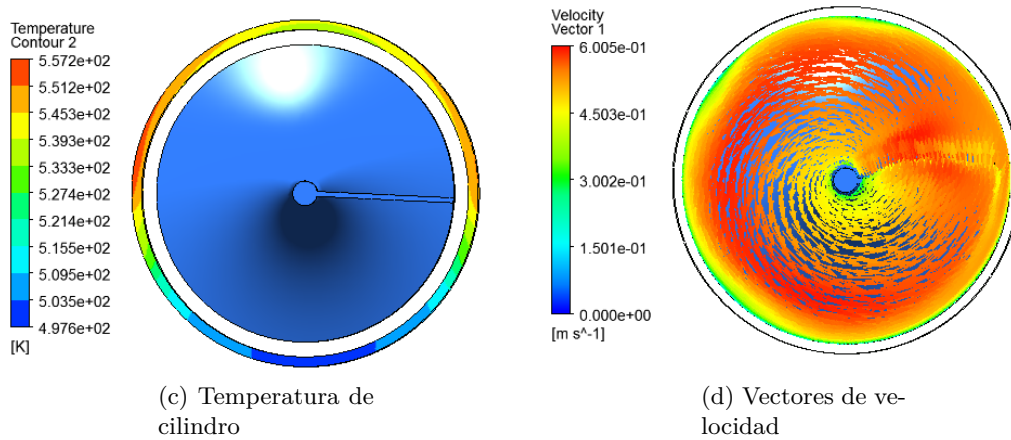 Temperature
Contour 2
5.572e+02
5.512e+02
5.453e+02
5.393e+02
5.333e+02
5.274e+02
5.214e+02
5.155e+02
5.095e+02
5.035e+02
4.976e+02
[K]
(c) Temperatura de
cilindro
Velocity
Vector 1
6.005e-01
4.503e-01
3.002e-01
1.501e-01
0.000e+00
[m s^-1]
(d) Vectores de ve-
locidad